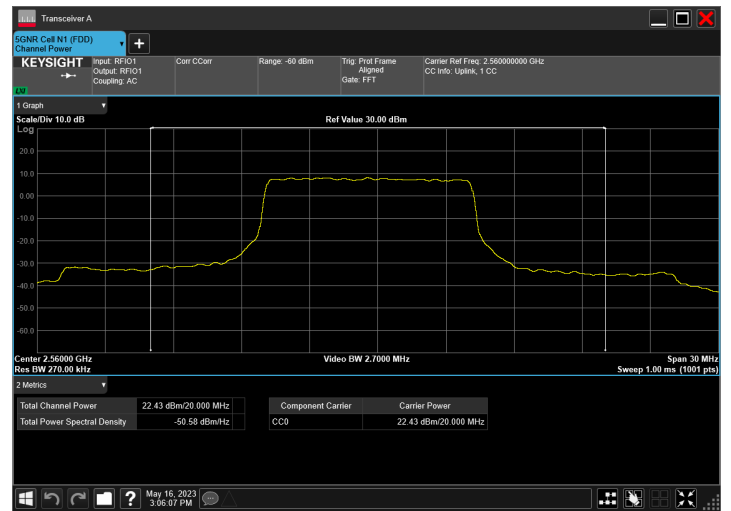 Transceiver A
5GNR Cell N1 (FDD)
Channel Power
KEYSIGHT
LXI
Input: RFIO1
Output: RFIO1
Coupling: AC
Corr CCorr
Range: -60 dBm
Trig: Prot Frame
Aligned
Gate: FFT
Carrier Ref Freq: 2.560000000 GHz
CC Info: Uplink, 1 CC
1 Graph
Scale/Div 10.0 dB
Ref Value 30.00 dBm
Log
20.0
10.0
0.00
-10.0
-20.0
-30.0
-40.0
-50.0
-60.0
Center 2.56000 GHz
Video BW 2.7000 MHz
Span 30 MHz
Res BW 270.00 kHz
Sweep 1.00 ms (1001 pts)
2 Metrics
Total Channel Power 22.43 dBm/20.000 MHz
Total Power Spectral Density -50.58 dBm/Hz
Component Carrier Carrier Power
CC0 22.43 dBm/20.000 MHz
?
May 16, 2023
3:06:07 PM